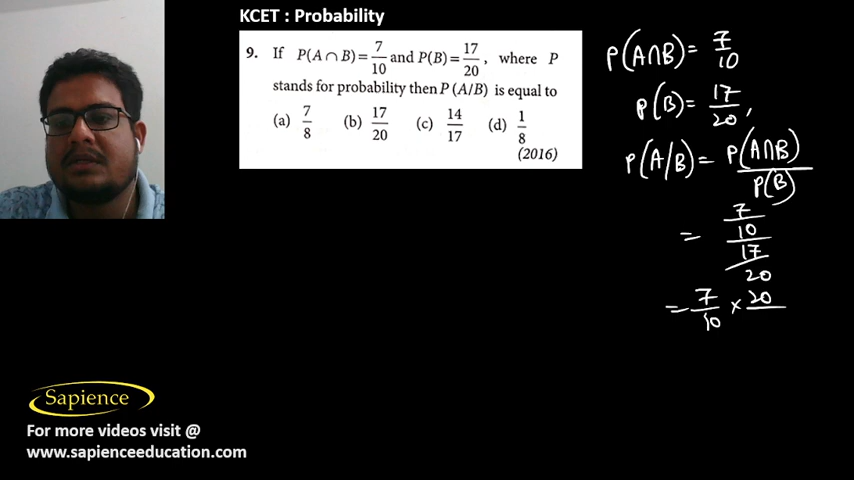 KCET : Probability
9. If P(A ∩ B) = 7/10 and P(B) = 17/20, where P
stands for probability then P (A/B) is equal to
(a) 7/8 (b) 17/20 (c) 14/17 (d) 1/8
(2016)
P(A∩B) = 7/10
P(B) = 17/20,
P(A/B) = P(A∩B)/P(B)
= 7/10/17/20
= 7/10 × 20
Sapience
For more videos visit @
www.sapienceeducation.com